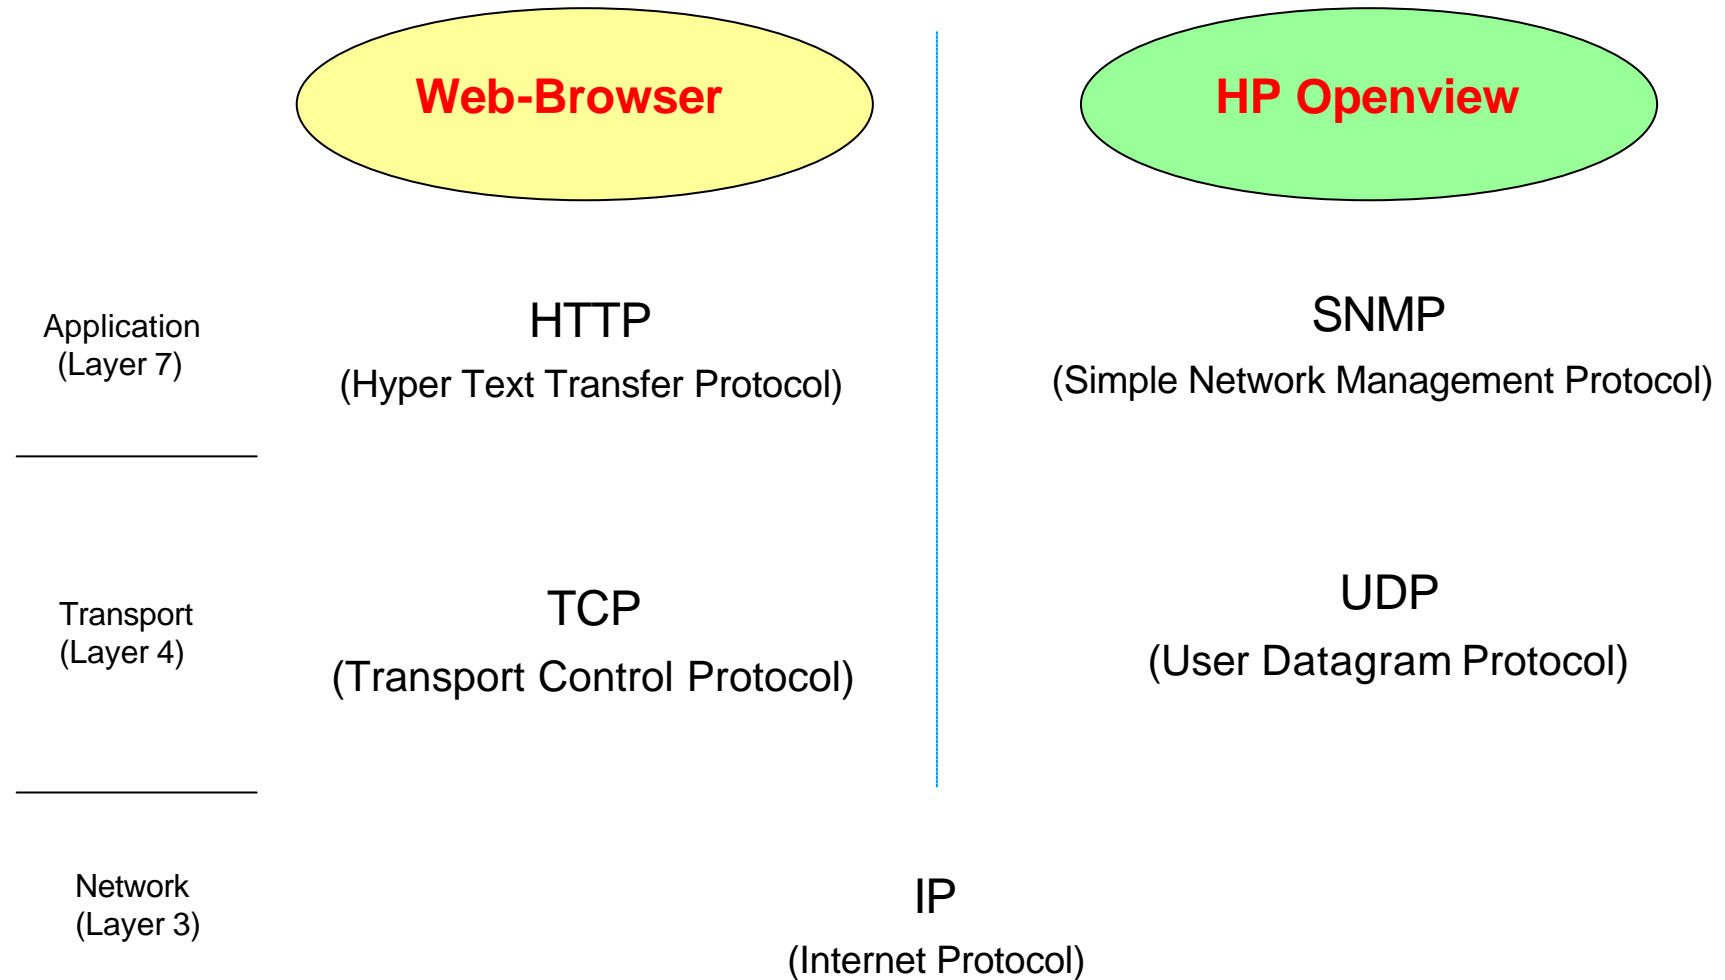 Web-Browser
HP Openview
Application
(Layer 7)
HTTP
(Hyper Text Transfer Protocol)
SNMP
(Simple Network Management Protocol)
Transport
(Layer 4)
TCP
(Transport Control Protocol)
UDP
(User Datagram Protocol)
Network
(Layer 3)
IP
(Internet Protocol)